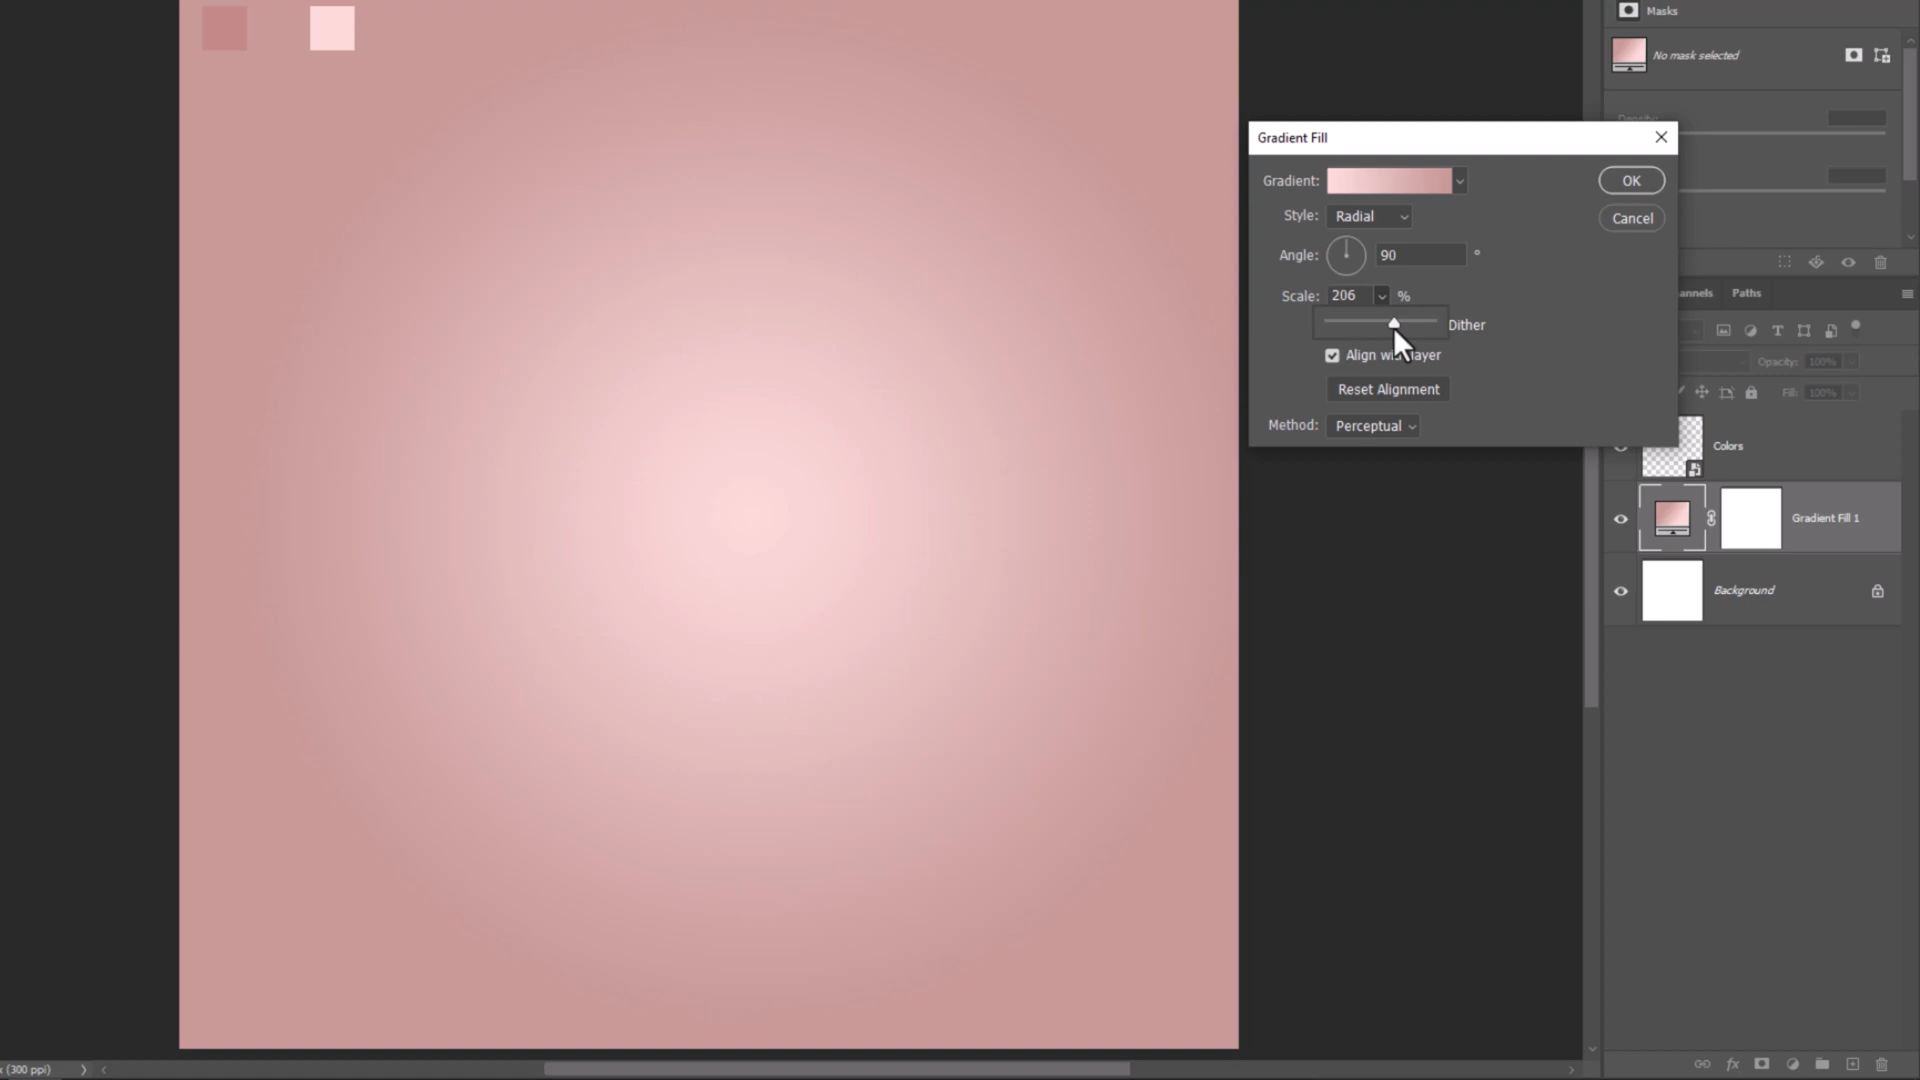 Masks
No mask selected
Density:
Gradient Fill
Gradient:
OK
Style: Radial
Cancel
Angle: 90 °
Scale: 206 %
Dither
Align with layer
Reset Alignment
Method: Perceptual
annels Paths
Opacity: 100%
Fill: 100%
Colors
Gradient Fill 1
Background
x (300 ppi)